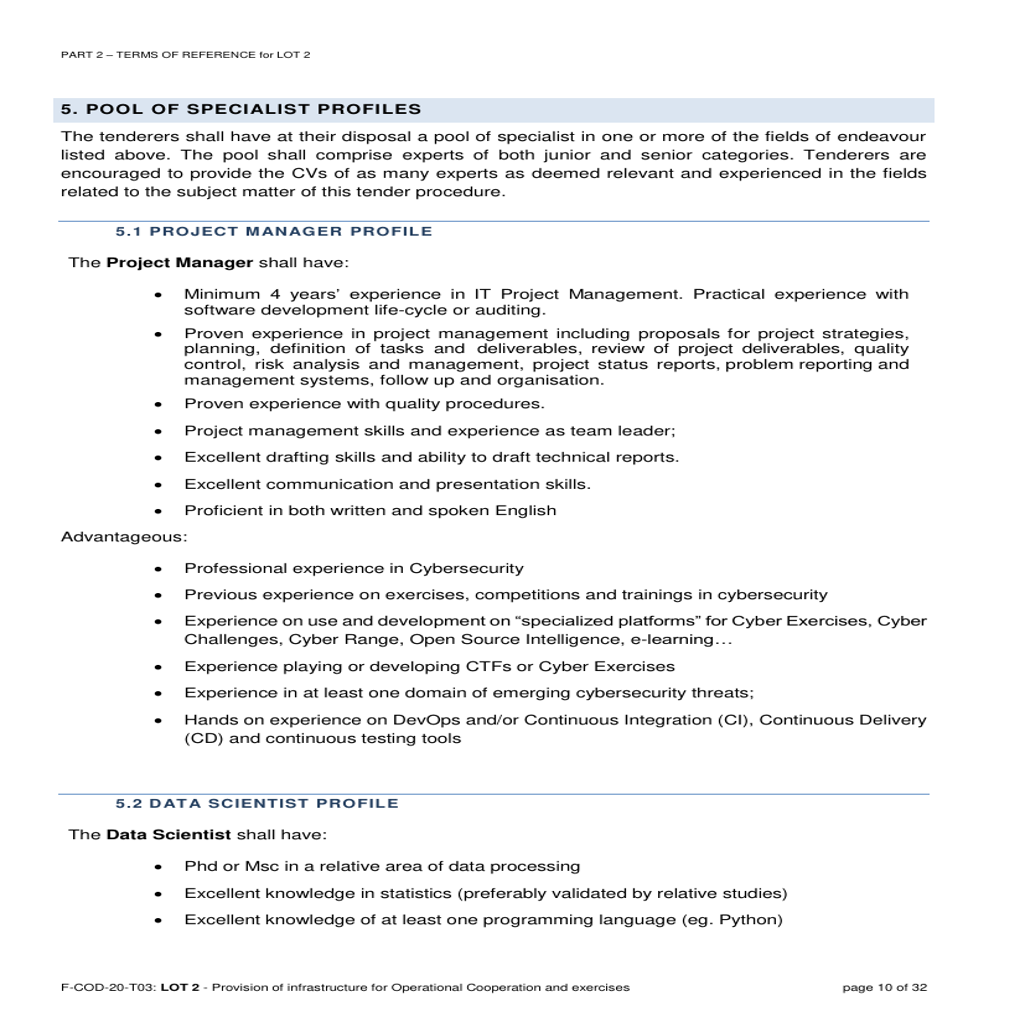 PART 2 – TERMS OF REFERENCE for LOT 2
5. POOL OF SPECIALIST PROFILES
The tenderers shall have at their disposal a pool of specialist in one or more of the fields of endeavour
listed above. The pool shall comprise experts of both junior and senior categories. Tenderers are
encouraged to provide the CVs of as many experts as deemed relevant and experienced in the fields
related to the subject matter of this tender procedure.
5.1 PROJECT MANAGER PROFILE
The Project Manager shall have:
• Minimum 4 years’ experience in IT Project Management. Practical experience with
software development life-cycle or auditing.
• Proven experience in project management including proposals for project strategies,
planning, definition of tasks and deliverables, review of project deliverables, quality
control, risk analysis and management, project status reports, problem reporting and
management systems, follow up and organisation.
• Proven experience with quality procedures.
• Project management skills and experience as team leader;
• Excellent drafting skills and ability to draft technical reports.
• Excellent communication and presentation skills.
• Proficient in both written and spoken English
Advantageous:
• Professional experience in Cybersecurity
• Previous experience on exercises, competitions and trainings in cybersecurity
• Experience on use and development on “specialized platforms” for Cyber Exercises, Cyber
Challenges, Cyber Range, Open Source Intelligence, e-learning…
• Experience playing or developing CTFs or Cyber Exercises
• Experience in at least one domain of emerging cybersecurity threats;
• Hands on experience on DevOps and/or Continuous Integration (CI), Continuous Delivery
(CD) and continuous testing tools
5.2 DATA SCIENTIST PROFILE
The Data Scientist shall have:
• Phd or Msc in a relative area of data processing
• Excellent knowledge in statistics (preferably validated by relative studies)
• Excellent knowledge of at least one programming language (eg. Python)
F-COD-20-T03: LOT 2 - Provision of infrastructure for Operational Cooperation and exercises
page 10 of 32